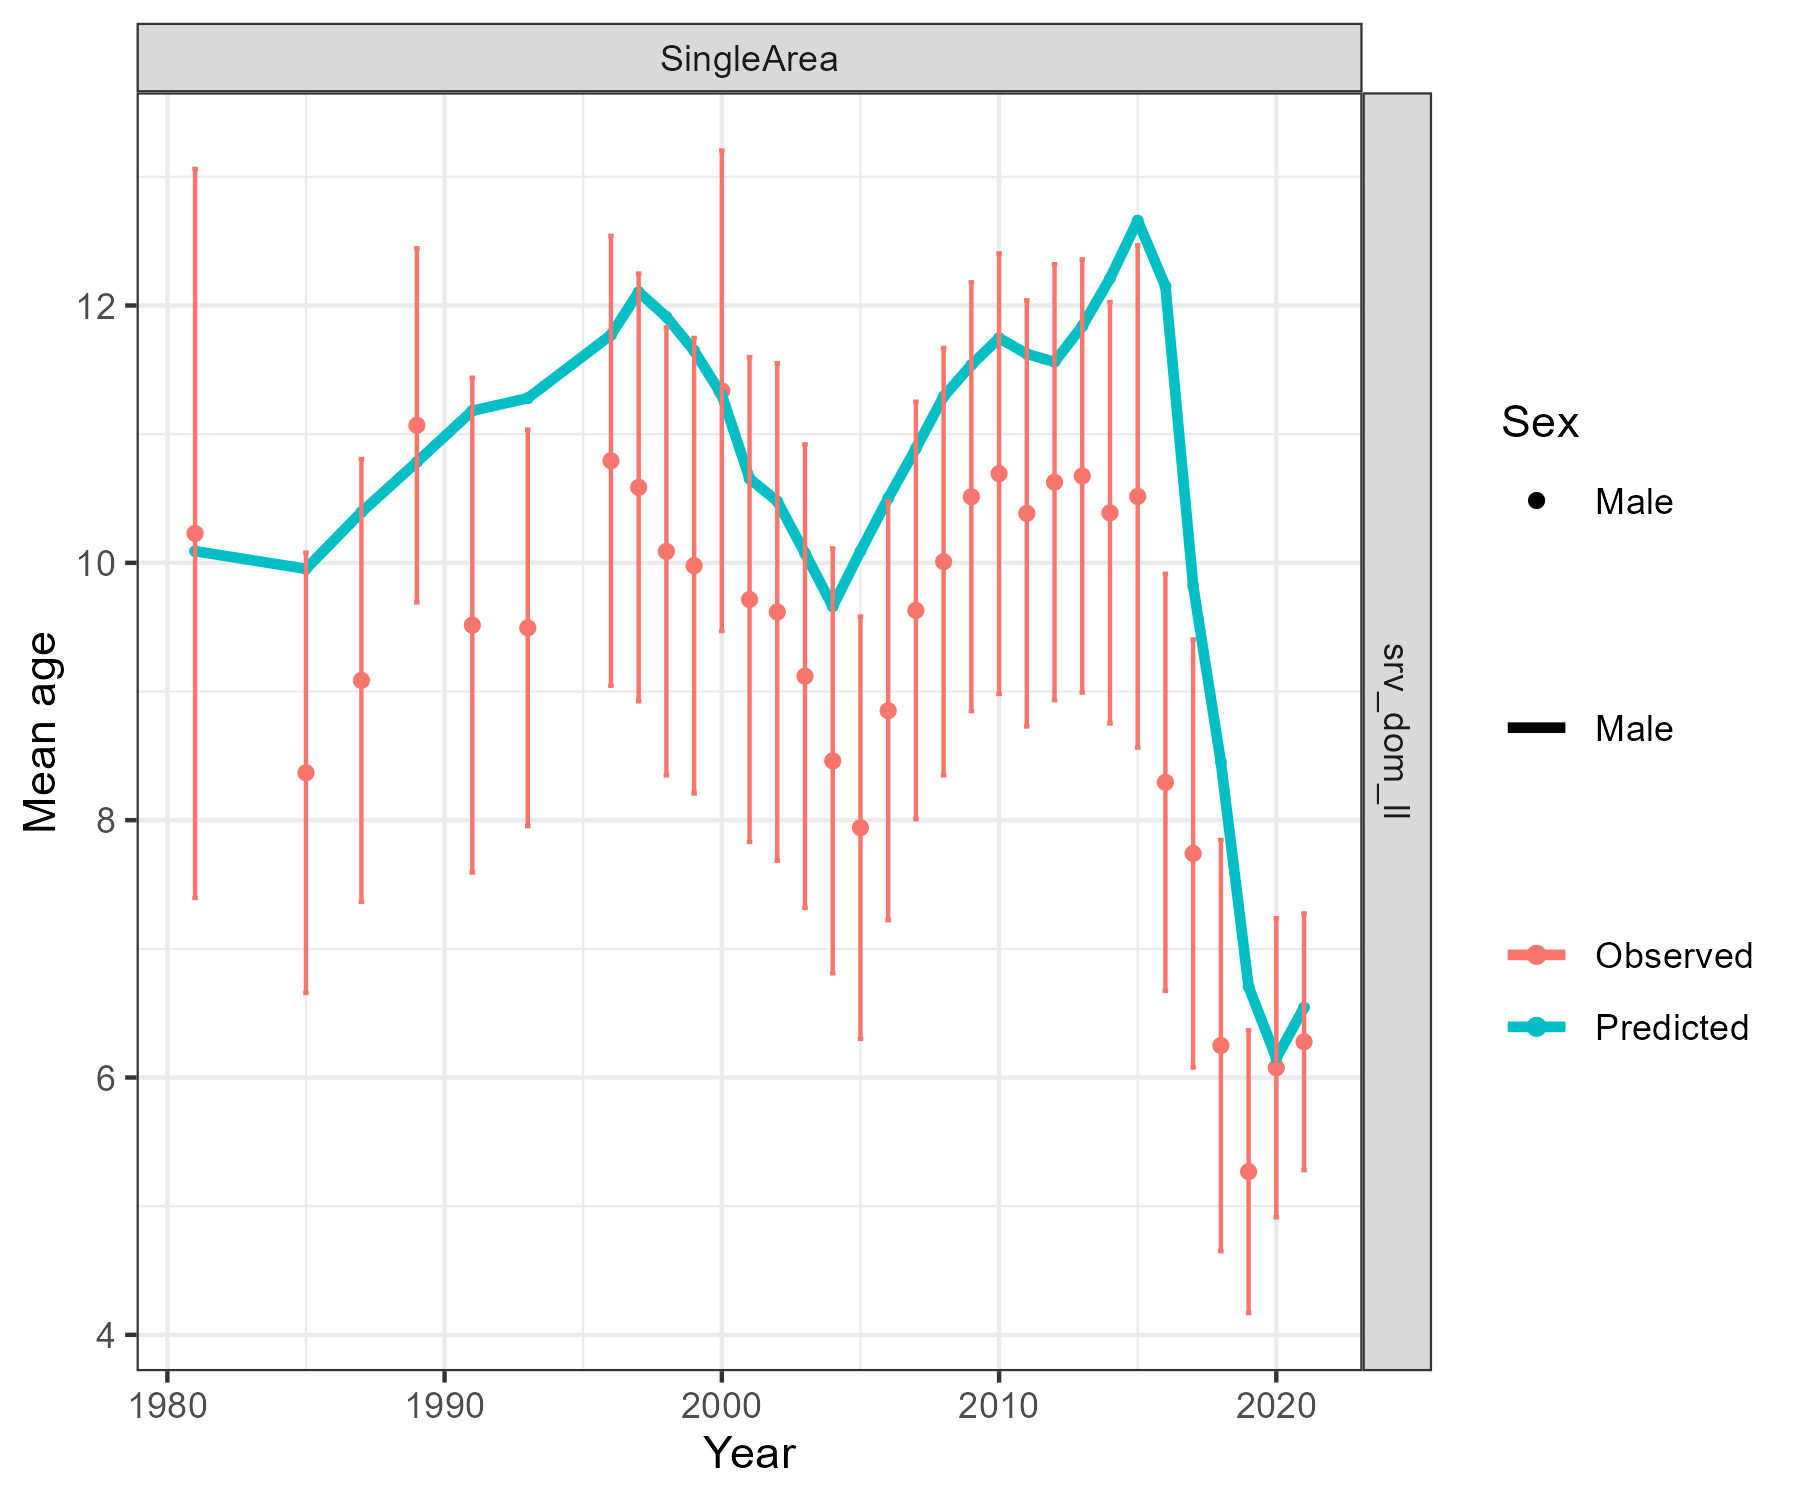 SingleArea
srv_dom_ll
Mean age
12
10
8
6
4
1980 1990 2000 2010 2020
Year
Sex
Male
Male
Observed
Predicted